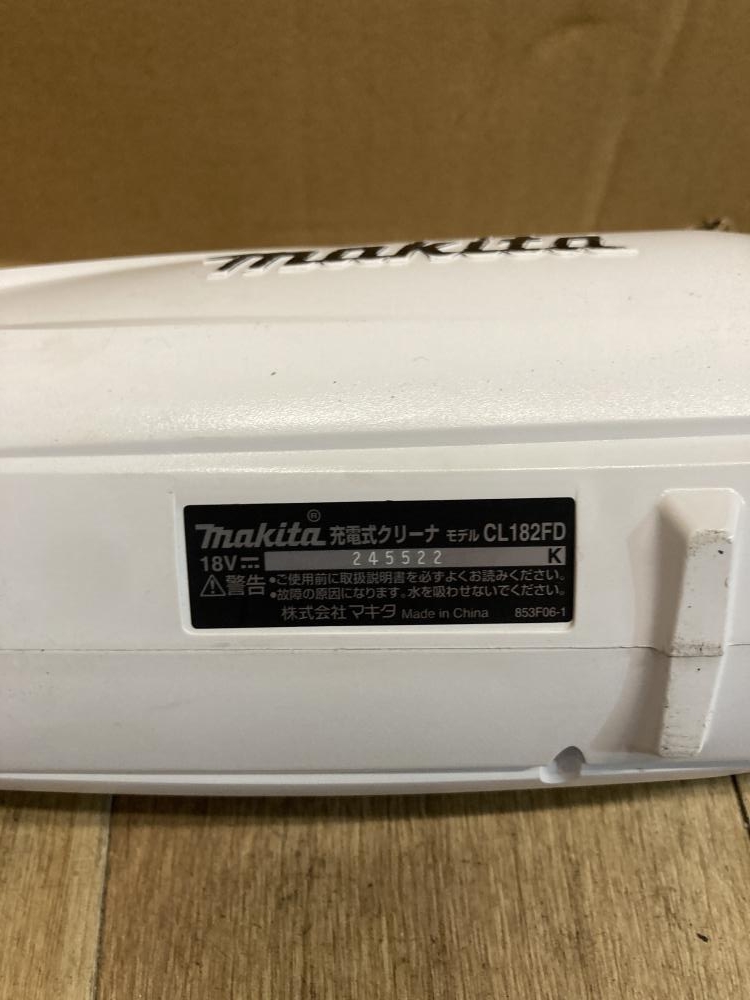 makita
makita® 充電式クリーナ モデル CL182FD
18V⎓ 245522 K
⚠警告 •ご使用前に取扱説明書を必ずよくお読みください。
•故障の原因になります。水を吸わせないでください。
株式会社マキタ Made in China 853F06-1